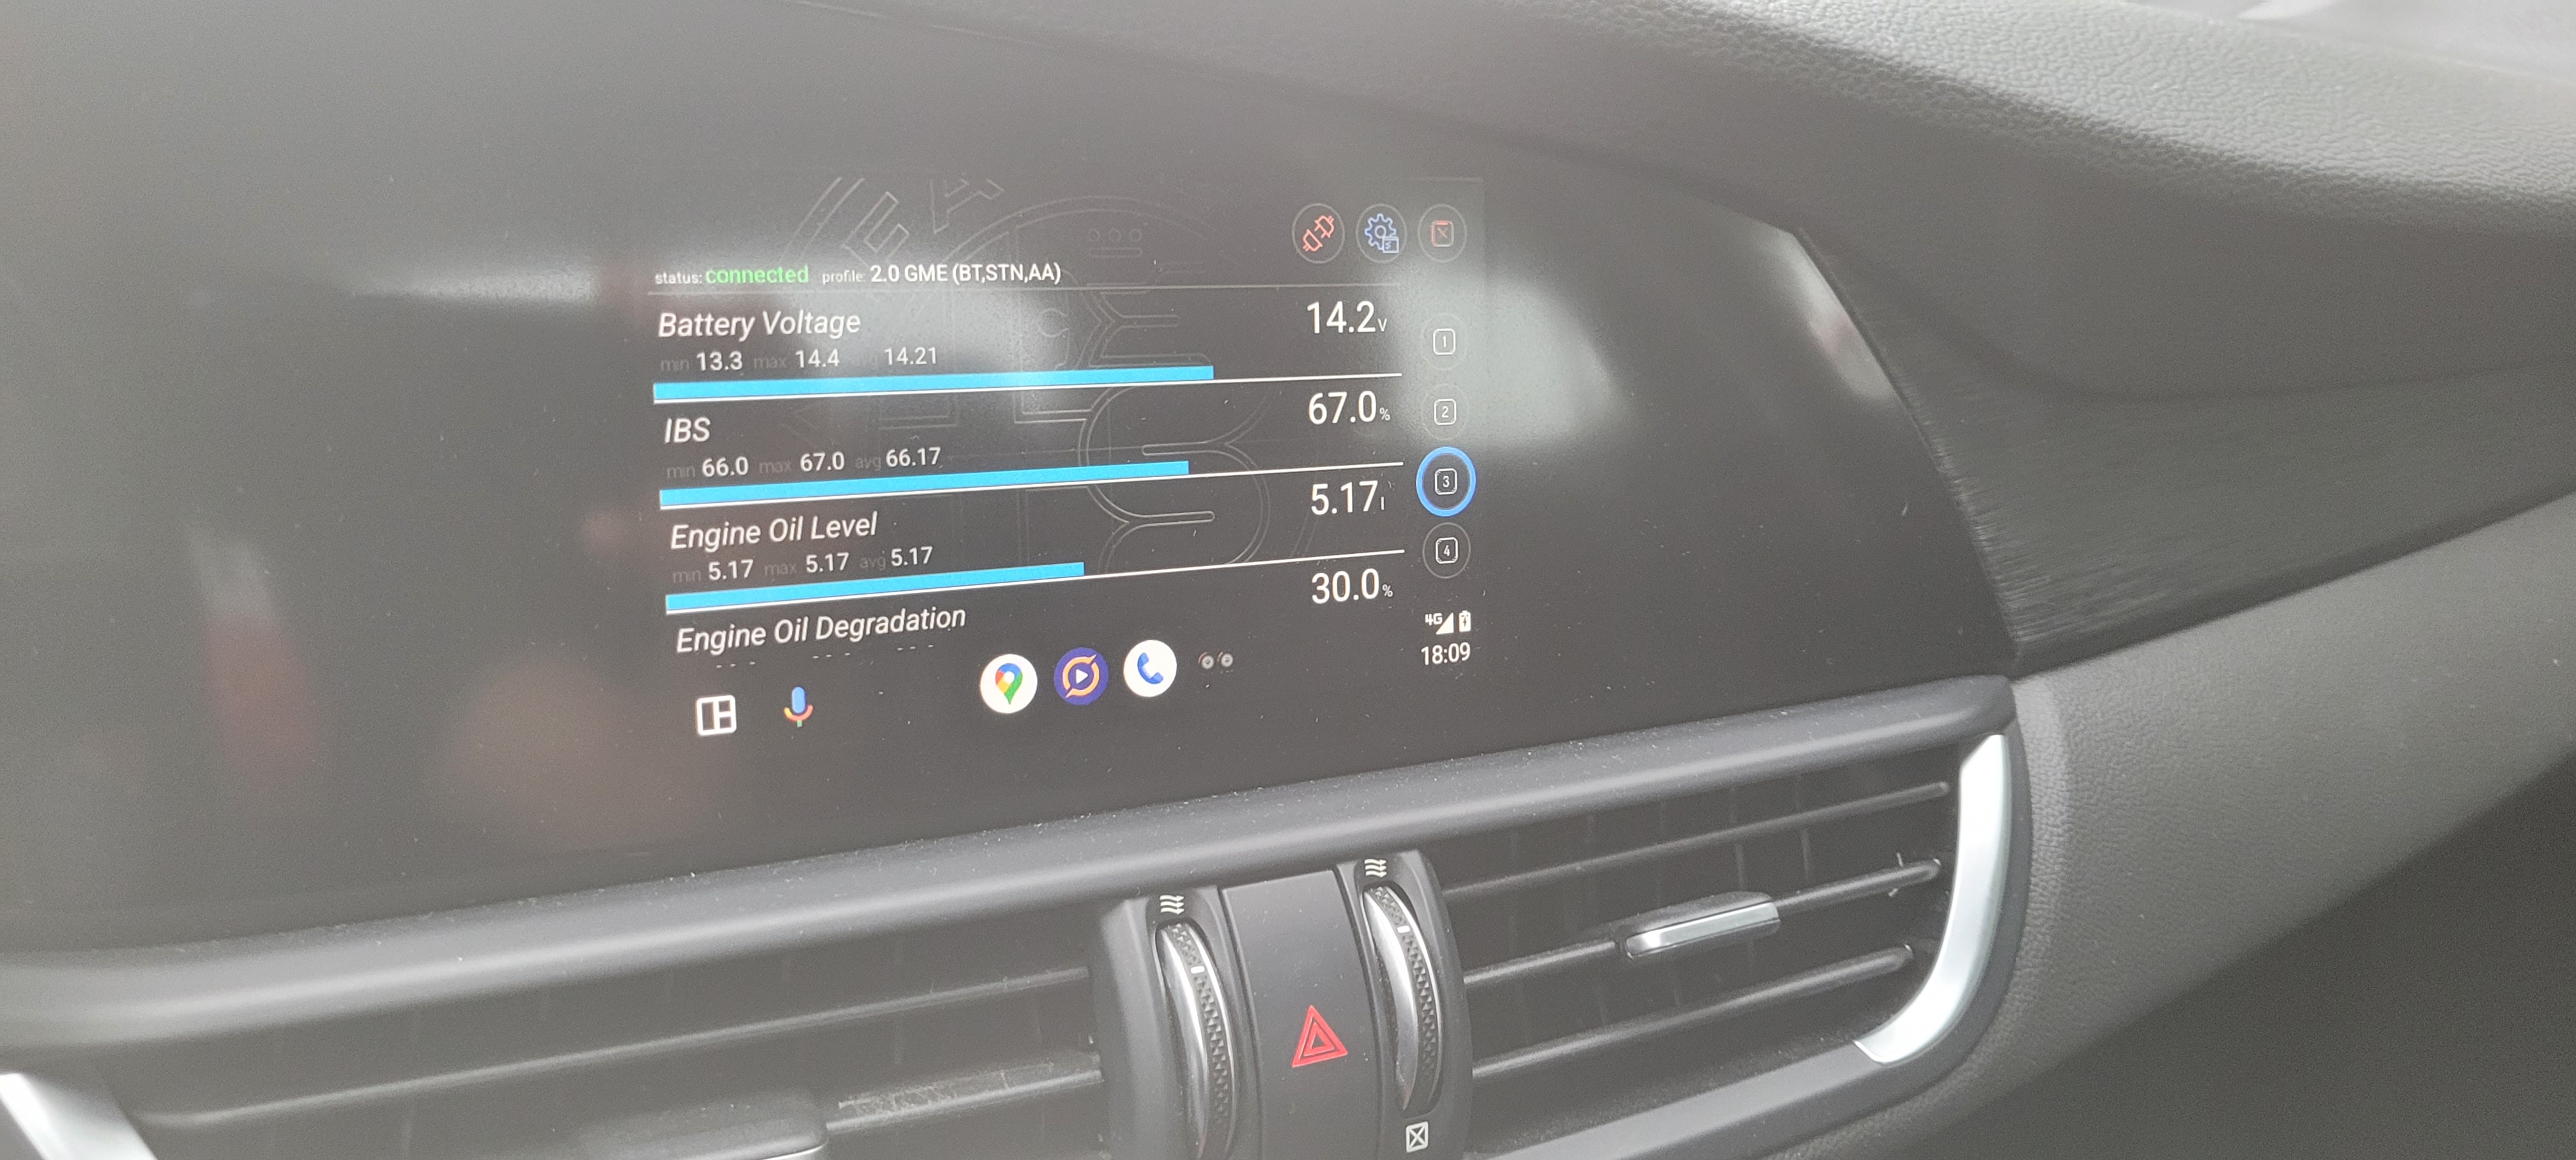 status: connected profile: 2.0 GME (BT,STN,AA)
Battery Voltage 14.2v
min 13.3 max 14.4 avg 14.21
IBS 67.0%
min 66.0 max 67.0 avg 66.17
Engine Oil Level 5.17l
min 5.17 max 5.17 avg 5.17
Engine Oil Degradation 30.0%
1
2
3
4
4G
18:09